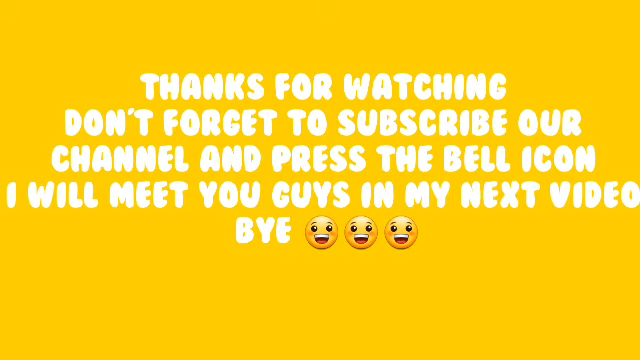 THANKS FOR WATCHING
DON'T FORGET TO SUBSCRIBE OUR
CHANNEL AND PRESS THE BELL ICON
I WILL MEET YOU GUYS IN MY NEXT VIDEO
BYE 😀😀😀